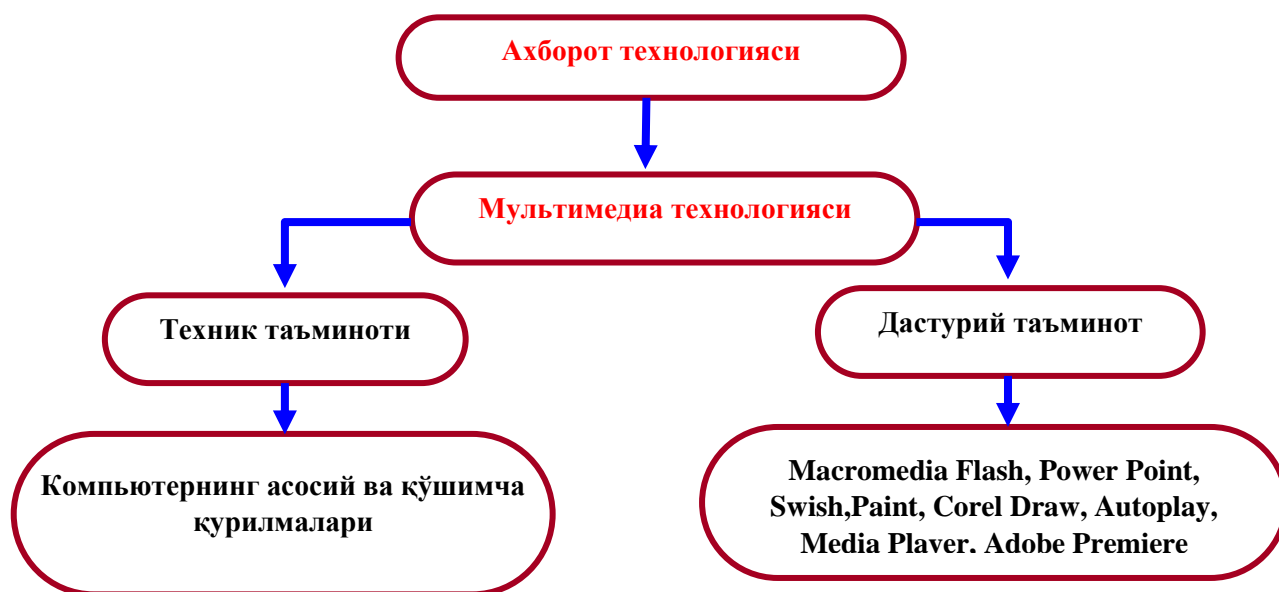 Ахборот технологияси
Мультимедиа технологияси
Техник таъминоти
Дастурий таъминот
Компьютернинг асосий ва қўшимча
қурилмалари
Macromedia Flash, Power Point,
Swish,Paint, Corel Draw, Autoplay,
Media Player, Adobe Premiere